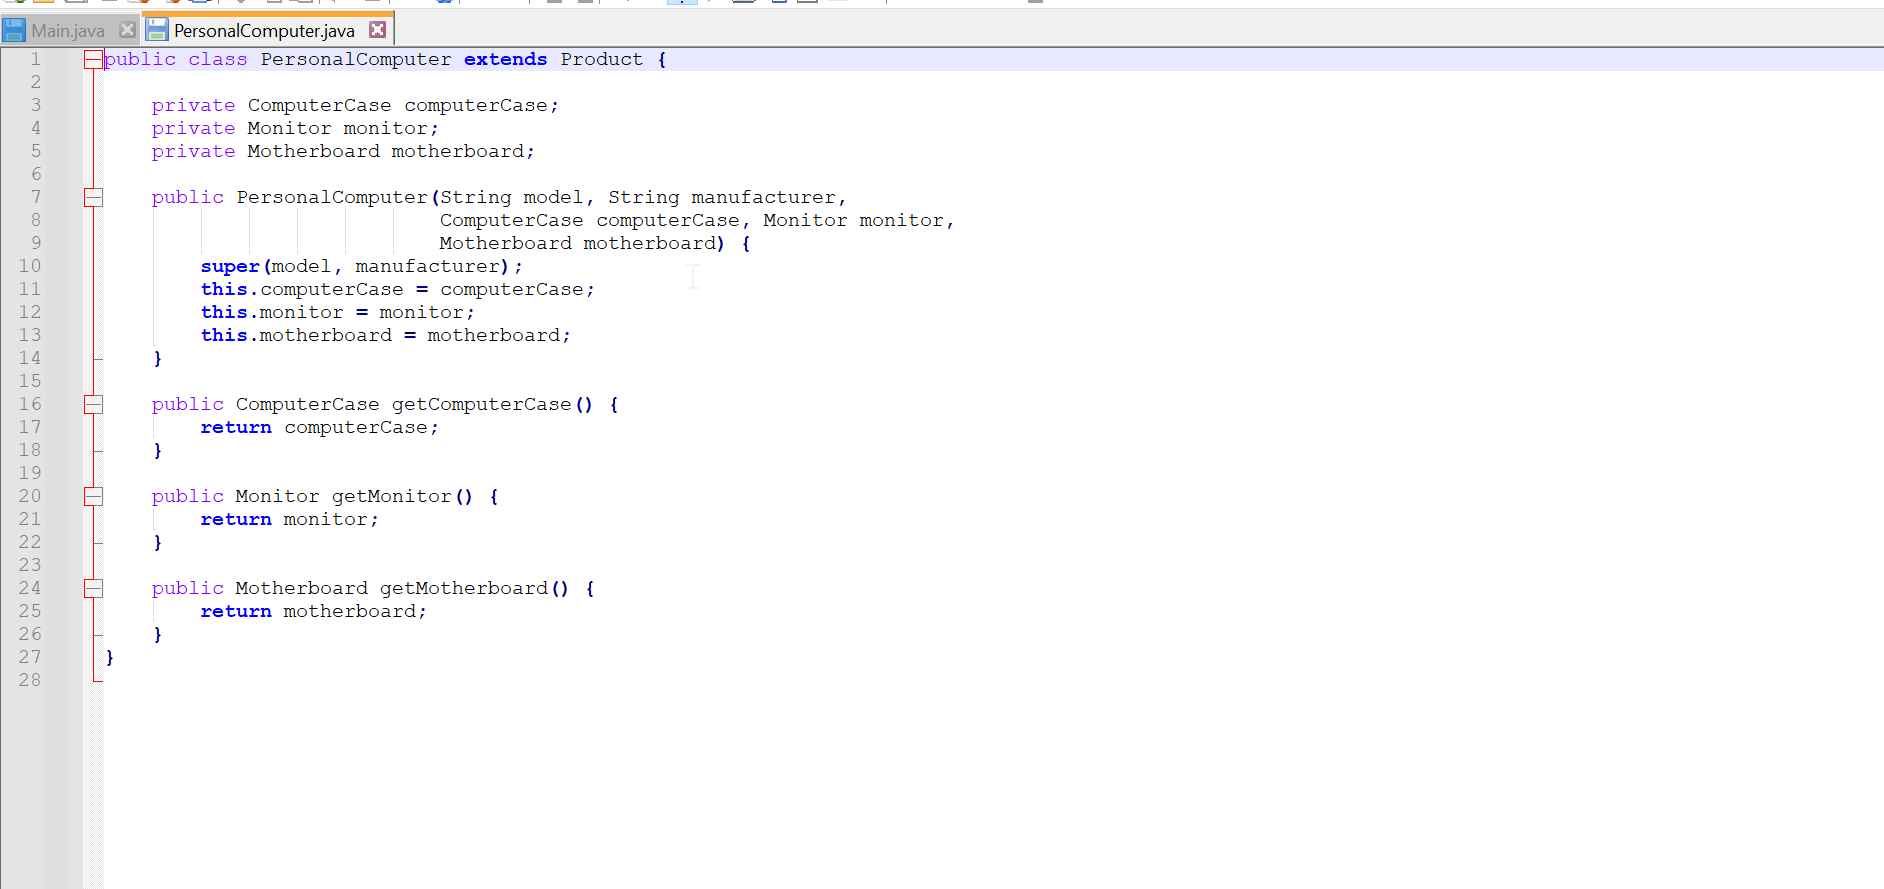 Main.java
PersonalComputer.java
1 public class PersonalComputer extends Product {
2
3     private ComputerCase computerCase;
4     private Monitor monitor;
5     private Motherboard motherboard;
6
7     public PersonalComputer(String model, String manufacturer,
8                             ComputerCase computerCase, Monitor monitor,
9                             Motherboard motherboard) {
10         super(model, manufacturer);
11         this.computerCase = computerCase;
12         this.monitor = monitor;
13         this.motherboard = motherboard;
14     }
15
16     public ComputerCase getComputerCase() {
17         return computerCase;
18     }
19
20     public Monitor getMonitor() {
21         return monitor;
22     }
23
24     public Motherboard getMotherboard() {
25         return motherboard;
26     }
27 }
28